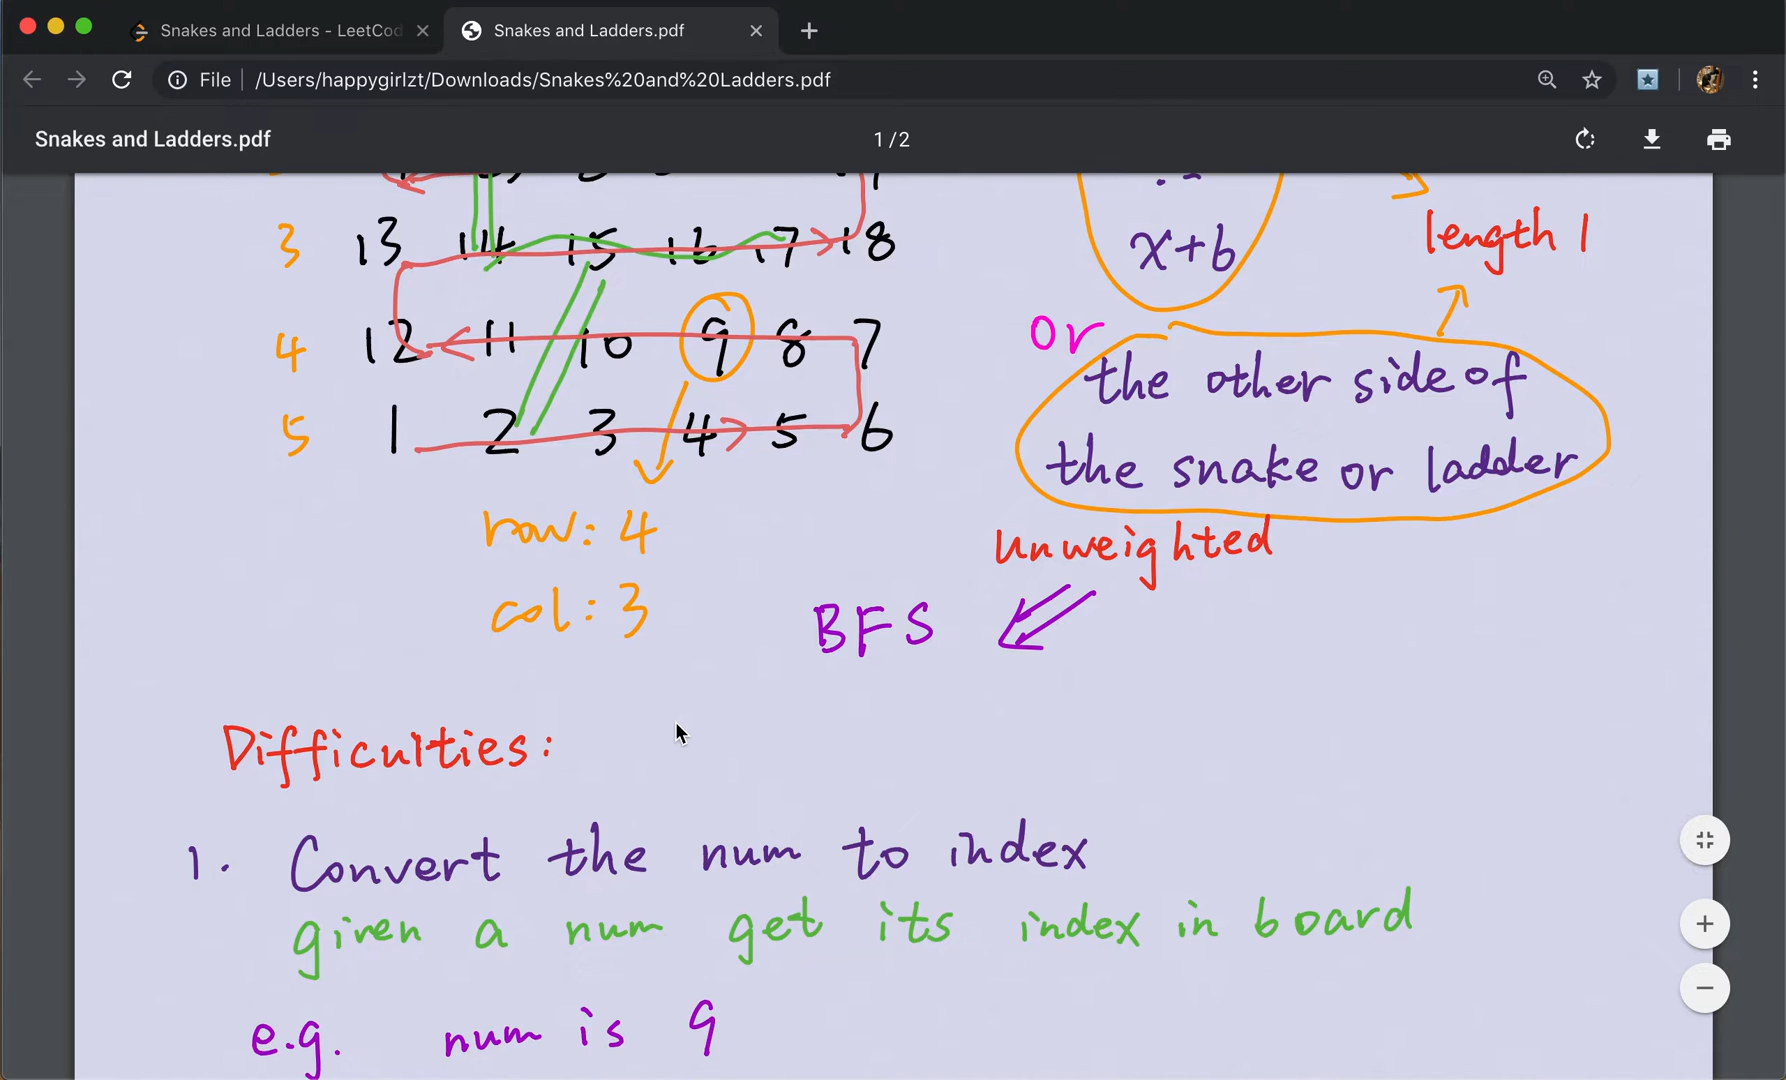 Snakes and Ladders - LeetCod
Snakes and Ladders.pdf
File
/Users/happygirlzt/Downloads/Snakes%20and%20Ladders.pdf
Snakes and Ladders.pdf
1 / 2
3 13 14 15 16 17 18
4 12 11 10 9 8 7
5 1 2 3 4 5 6
row: 4
col: 3
x+6
length 1
or
the other side of
the snake or ladder
unweighted
BFS
Difficulties:
1. Convert the num to index
given a num get its index in board
e.g. num is 9